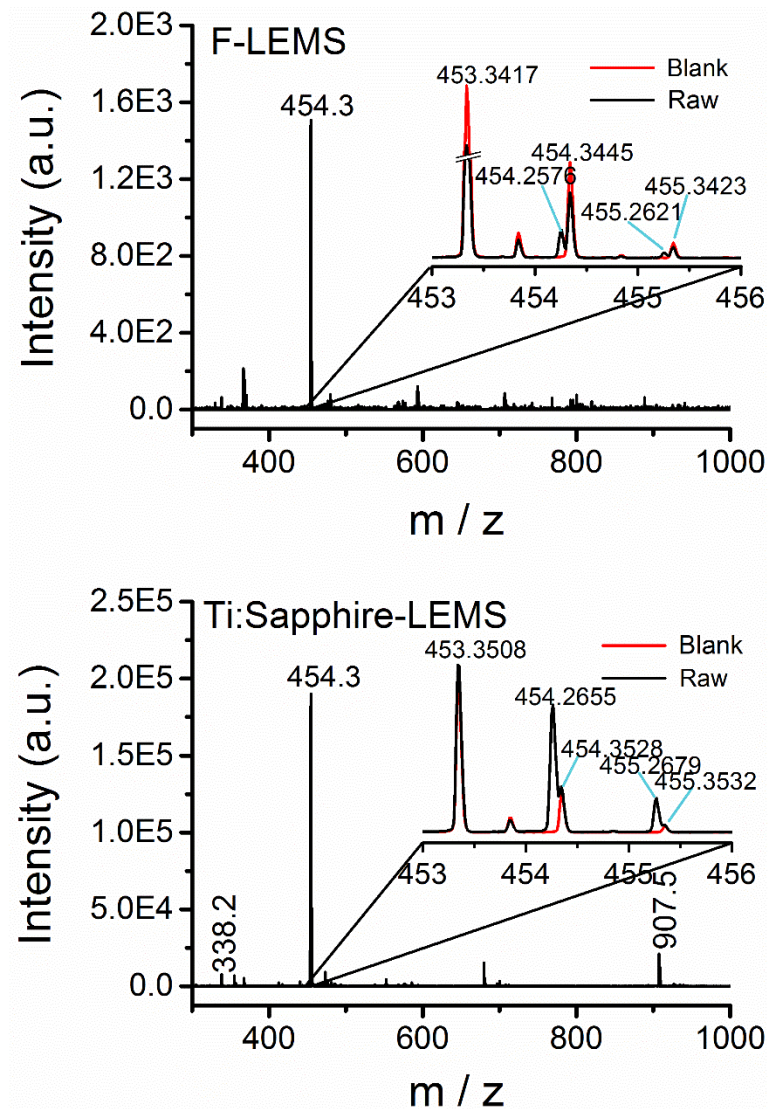 2.0E3
F-LEMS
Blank
Raw
453.3417
454.3445
454.2576
455.3423
455.2621
454.3
1.6E3
1.2E3
8.0E2
4.0E2
0.0
Intensity (a.u.)
453 454 455 456
400 600 800 1000
m / z
2.5E5
Ti:Sapphire-LEMS
Blank
Raw
453.3508
454.2655
454.3528
455.2679
455.3532
454.3
2.0E5
1.5E5
1.0E5
5.0E4
0.0
Intensity (a.u.)
453 454 455 456
338.2
907.5
400 600 800 1000
m / z